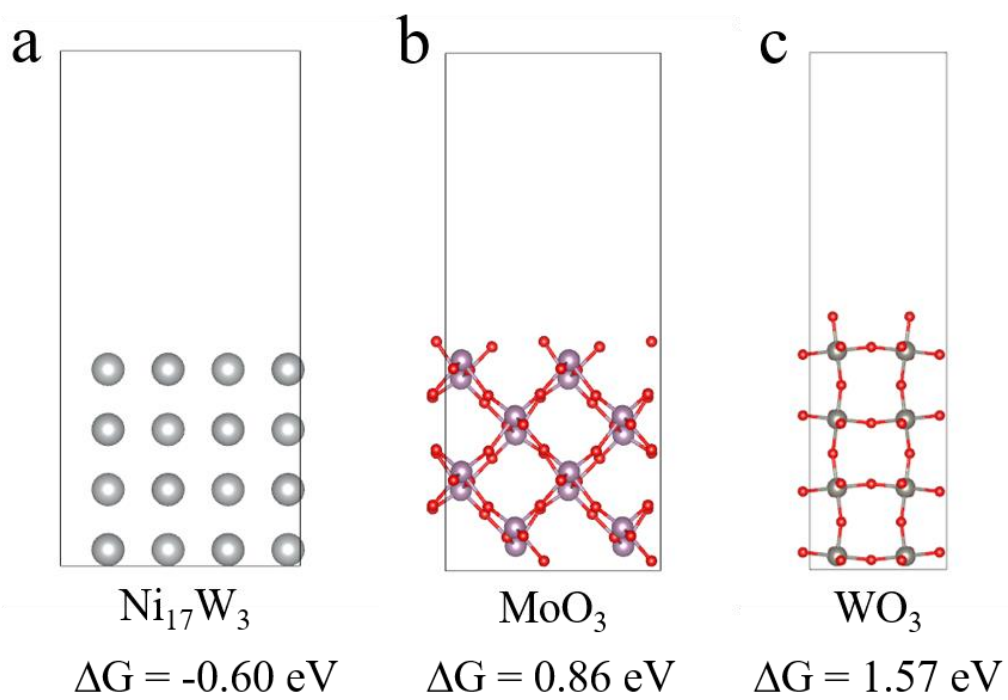 a b c
Ni₁₇W₃ MoO₃ WO₃
ΔG = -0.60 eV ΔG = 0.86 eV ΔG = 1.57 eV